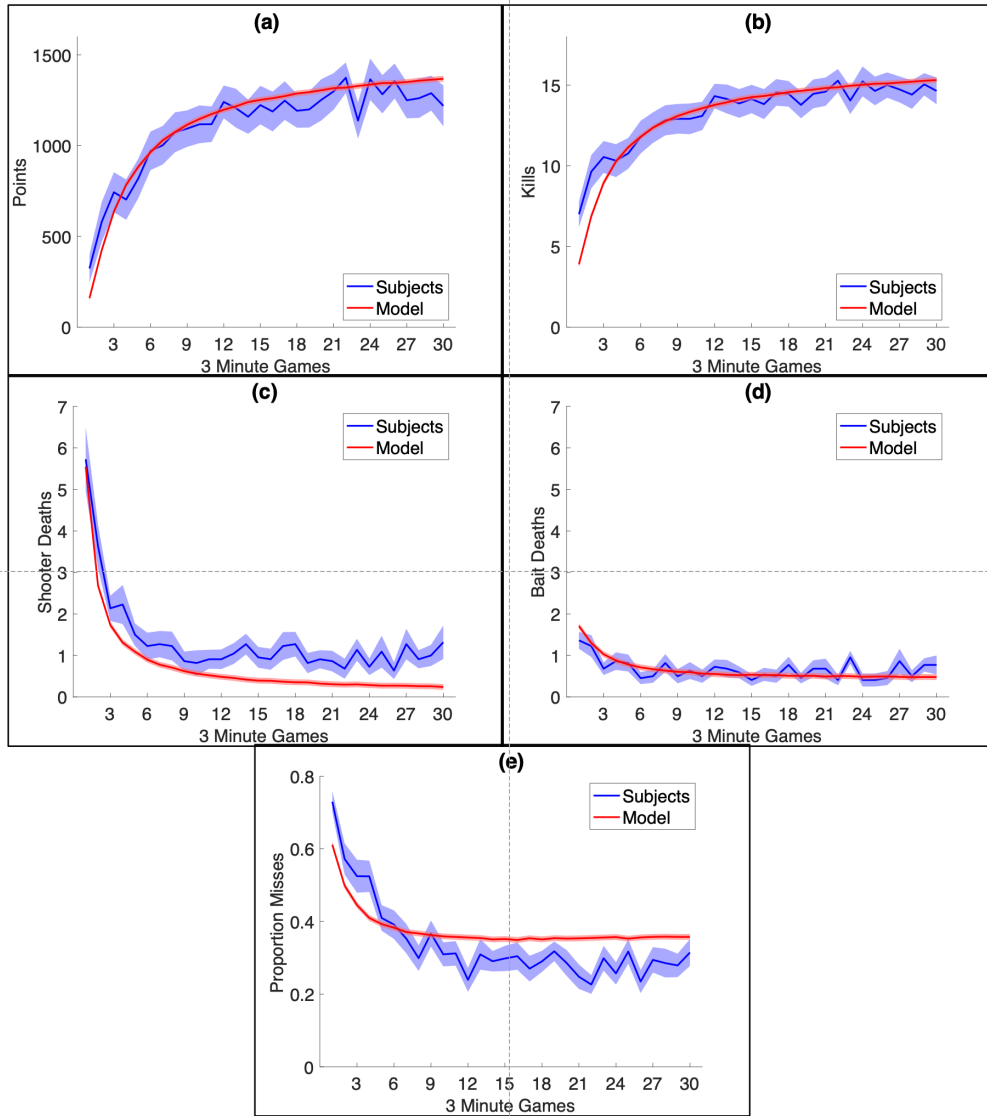 (a)
Points
1500
1000
500
0
Subjects
Model
3 6 9 12 15 18 21 24 27 30
3 Minute Games
(b)
Kills
15
10
5
0
Subjects
Model
3 6 9 12 15 18 21 24 27 30
3 Minute Games
(c)
Shooter Deaths
7
6
5
4
3
2
1
0
Subjects
Model
3 6 9 12 15 18 21 24 27 30
3 Minute Games
(d)
Bait Deaths
7
6
5
4
3
2
1
0
Subjects
Model
3 6 9 12 15 18 21 24 27 30
3 Minute Games
(e)
Proportion Misses
0.8
0.6
0.4
0.2
0
Subjects
Model
3 6 9 12 15 18 21 24 27 30
3 Minute Games